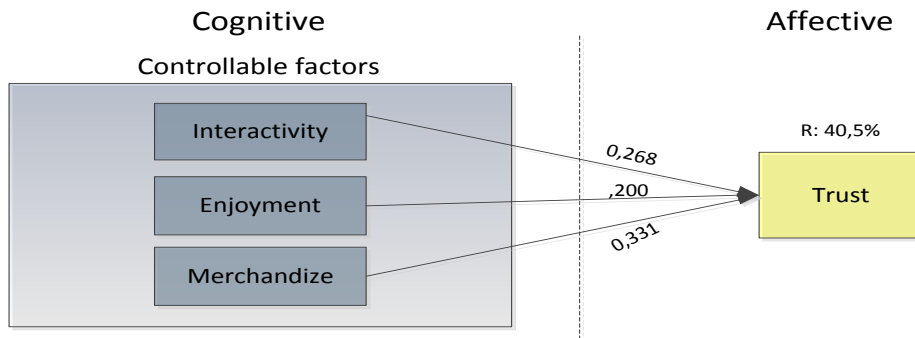 Cognitive
Affective
Controllable factors
Interactivity
R: 40,5%
0,268
Enjoyment
,200
Trust
0,331
Merchandize